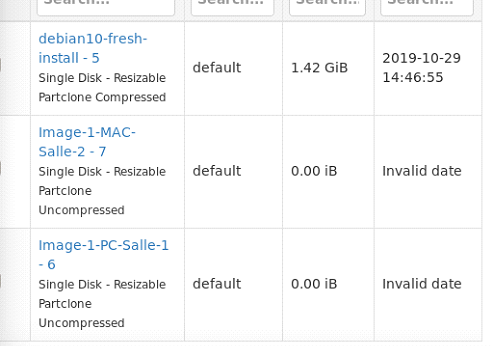 Search... Search... Search... Search...
debian10-fresh-
install - 5
Single Disk - Resizable
Partclone Compressed
default
1.42 GiB
2019-10-29
14:46:55
Image-1-MAC-
Salle-2 - 7
Single Disk - Resizable
Partclone
Uncompressed
default
0.00 iB
Invalid date
Image-1-PC-Salle-1
- 6
Single Disk - Resizable
Partclone
Uncompressed
default
0.00 iB
Invalid date